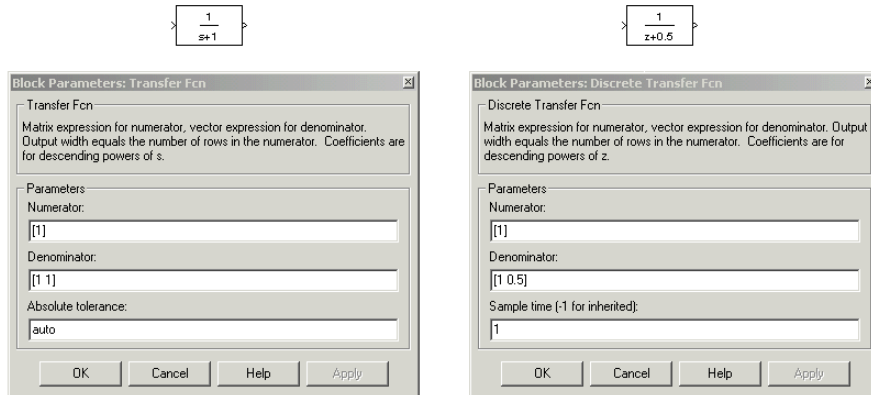 1
s+1
1
z+0.5
Block Parameters: Transfer Fcn
Transfer Fcn
Matrix expression for numerator, vector expression for denominator.
Output width equals the number of rows in the numerator. Coefficients are
for descending powers of s.
Parameters
Numerator:
[1]
Denominator:
[1 1]
Absolute tolerance:
auto
OK Cancel Help Apply
Block Parameters: Discrete Transfer Fcn
Discrete Transfer Fcn
Matrix expression for numerator, vector expression for denominator. Output
width equals the number of rows in the numerator. Coefficients are for
descending powers of z.
Parameters
Numerator:
[1]
Denominator:
[1 0.5]
Sample time (-1 for inherited):
1
OK Cancel Help Apply